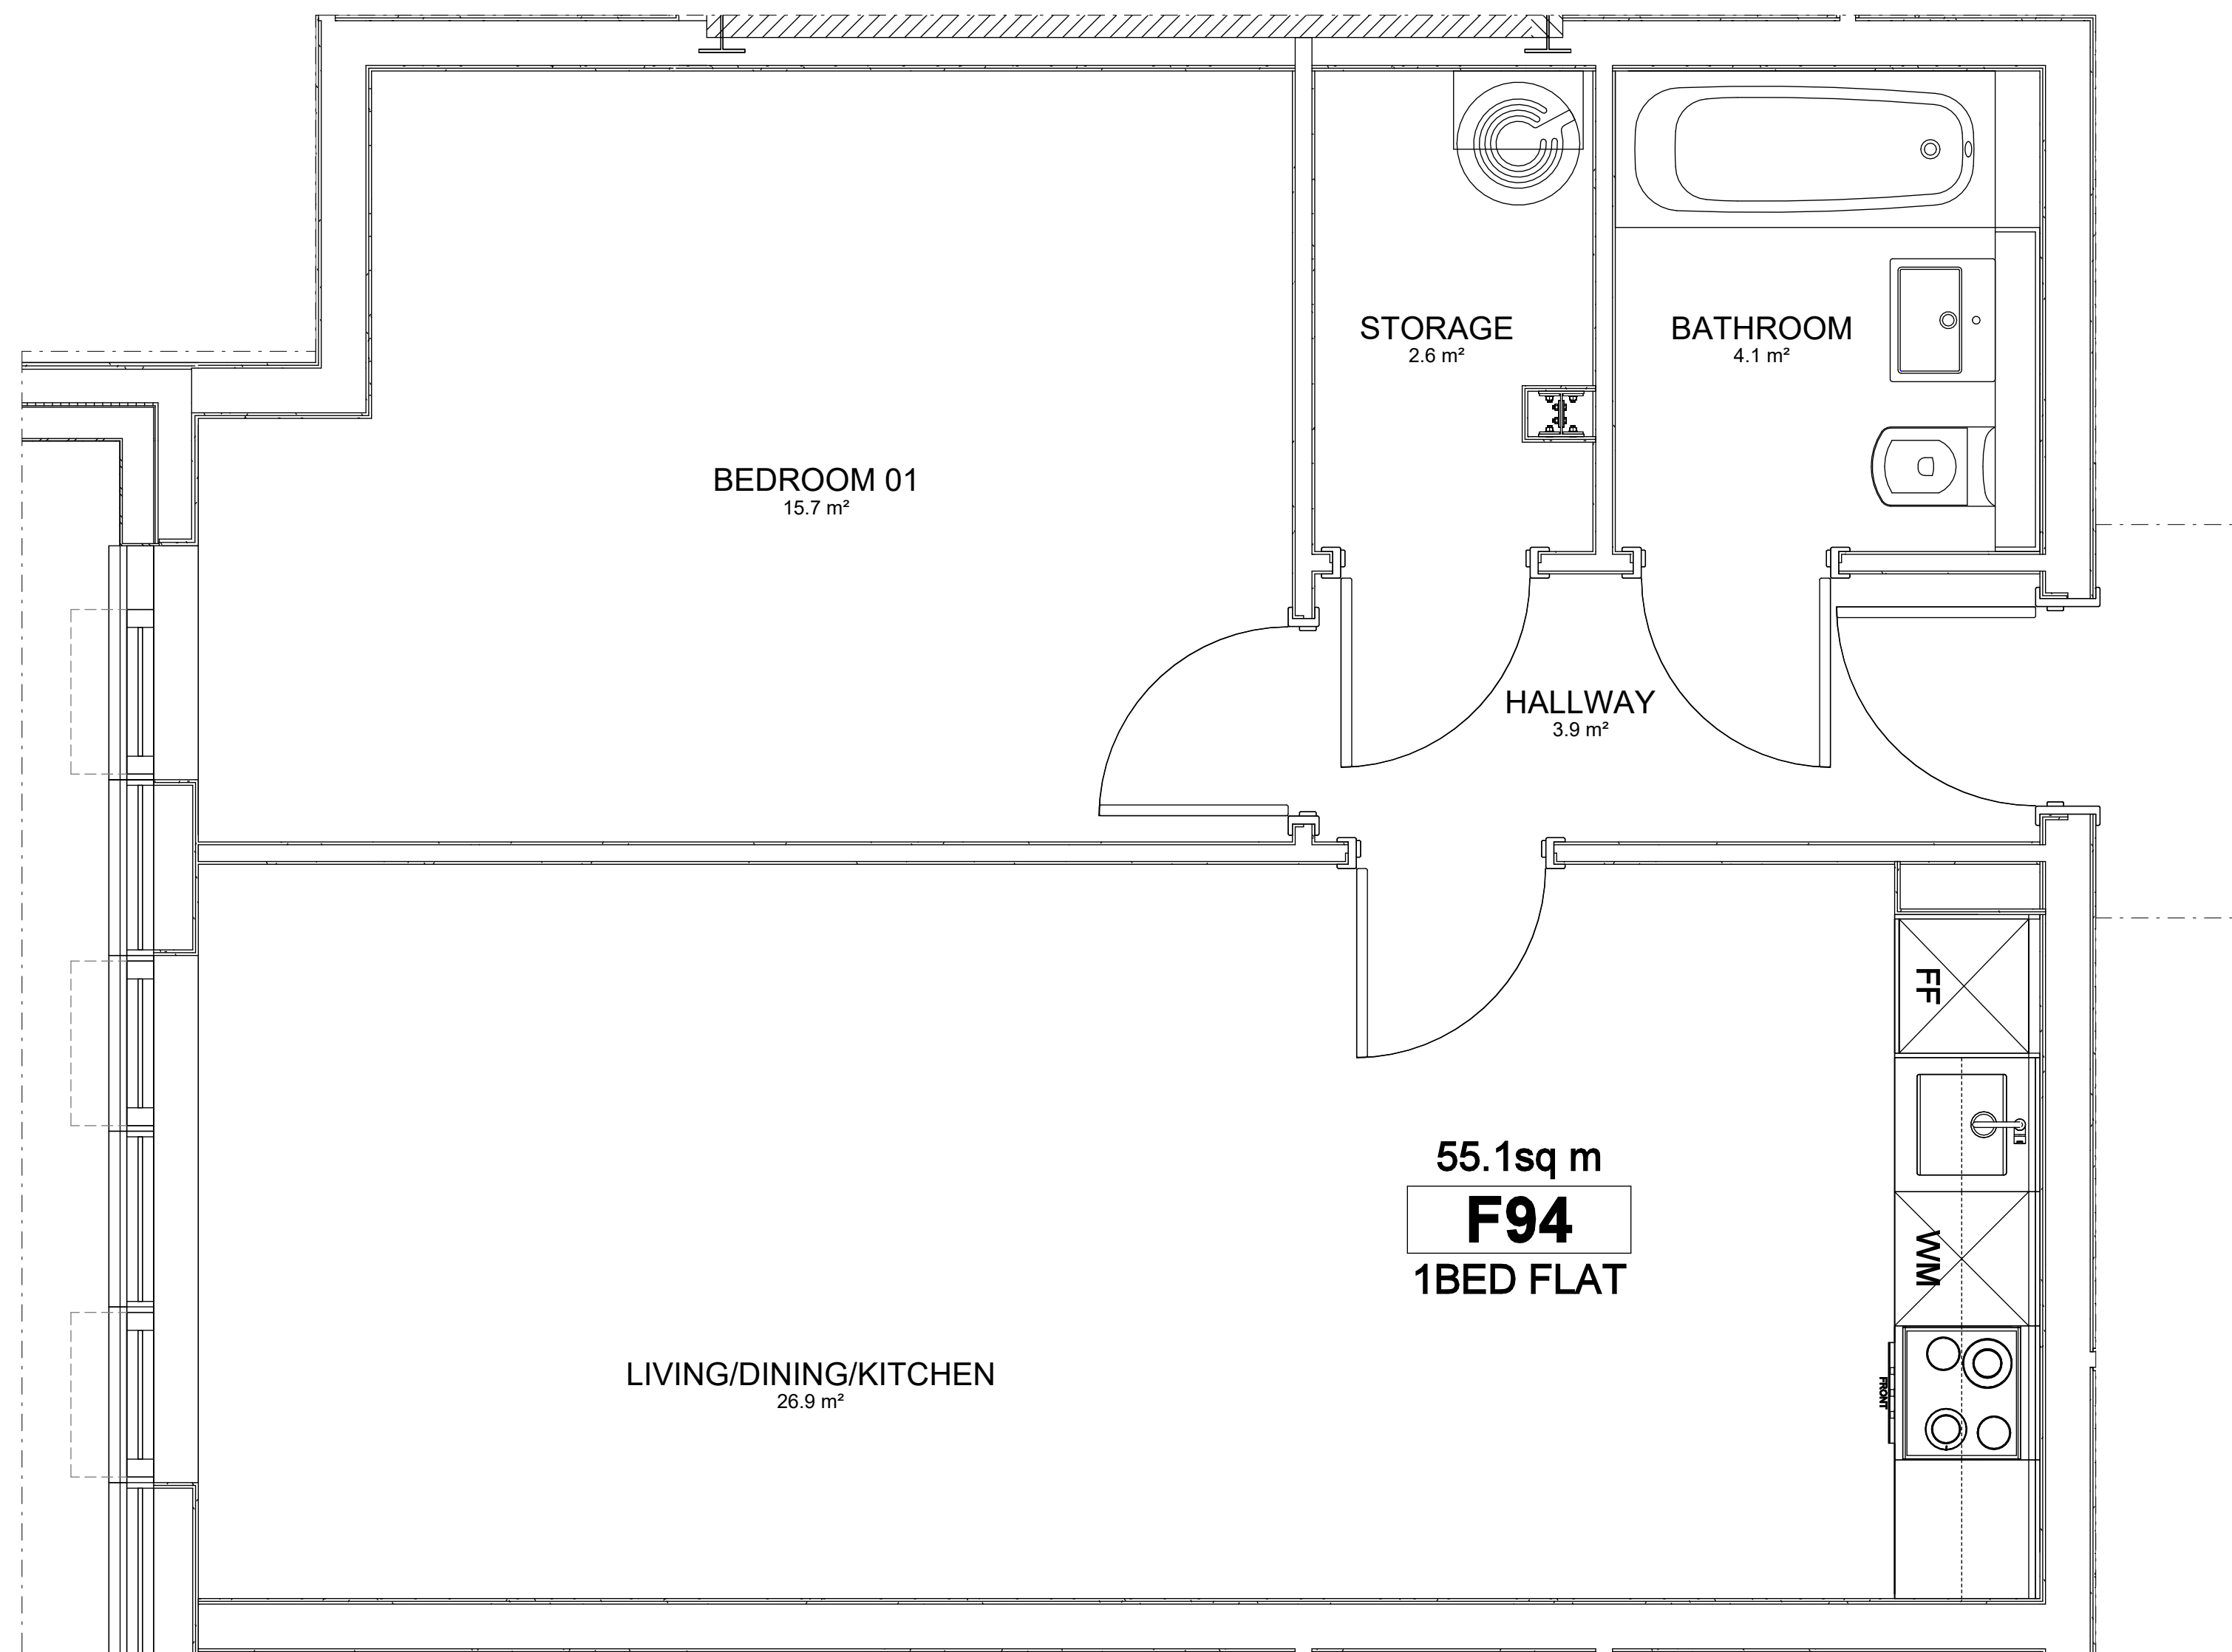 STORAGE
2.6 m²
BATHROOM
4.1 m²
BEDROOM 01
15.7 m²
HALLWAY
3.9 m²
FF
55.1sq m
F94
1BED FLAT
WM
LIVING/DINING/KITCHEN
26.9 m²
FRONT